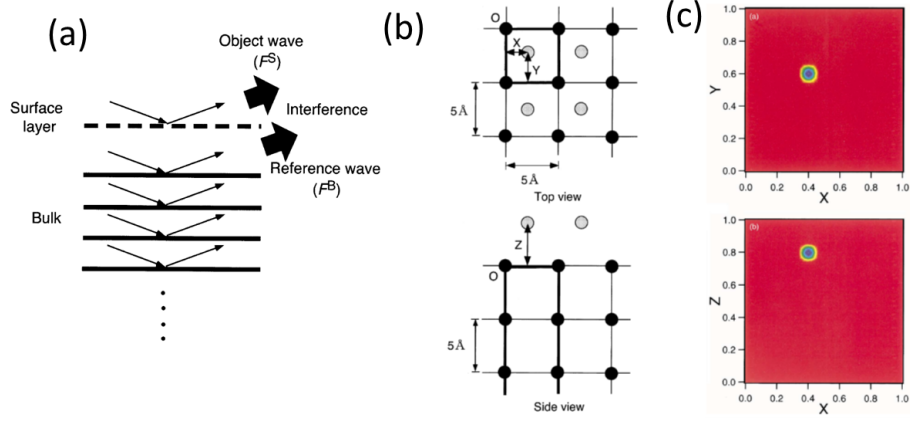 (a)
Object wave
(Fˢ)
Surface
layer
Interference
Reference wave
(Fᴮ)
Bulk
(b)
O
X
Y
5Å
5Å
Top view
Z
O
5Å
Side view
(c)
(a)
1.0
0.8
0.6
0.4
0.2
0.0
Y
0.0 0.2 0.4 0.6 0.8 1.0
X
(b)
1.0
0.8
0.6
0.4
0.2
0.0
Z
0.0 0.2 0.4 0.6 0.8 1.0
X